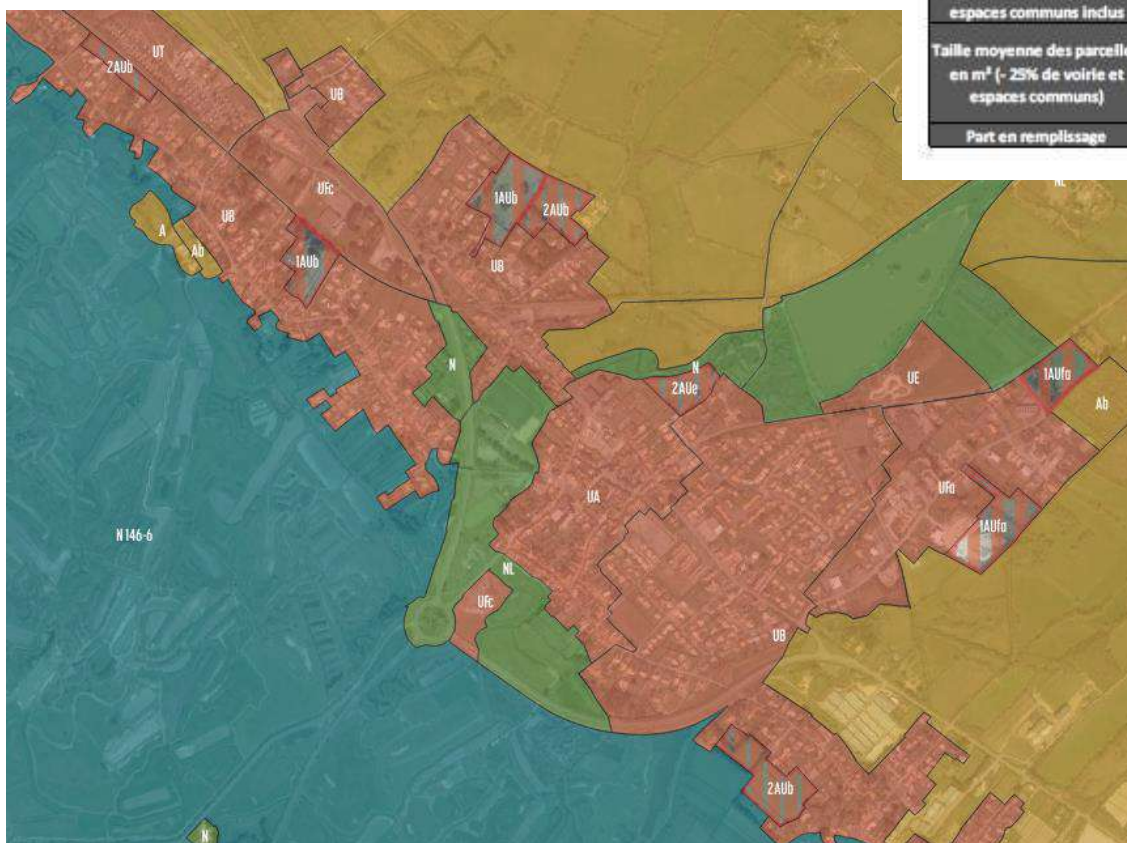 espaces communs inclus
Taille moyenne des parcelle
en m² (- 25% de voirie et
espaces communs)
Part en remplissage
UT
2AUb
UB
UFc
1AUb
2AUb
UB
A
Ab
UB
1AUb
NL
N
N
2AUe
UE
1AUfa
Ab
UA
UFa
1AUfa
N 146-6
NL
UFc
UB
2AUb
N